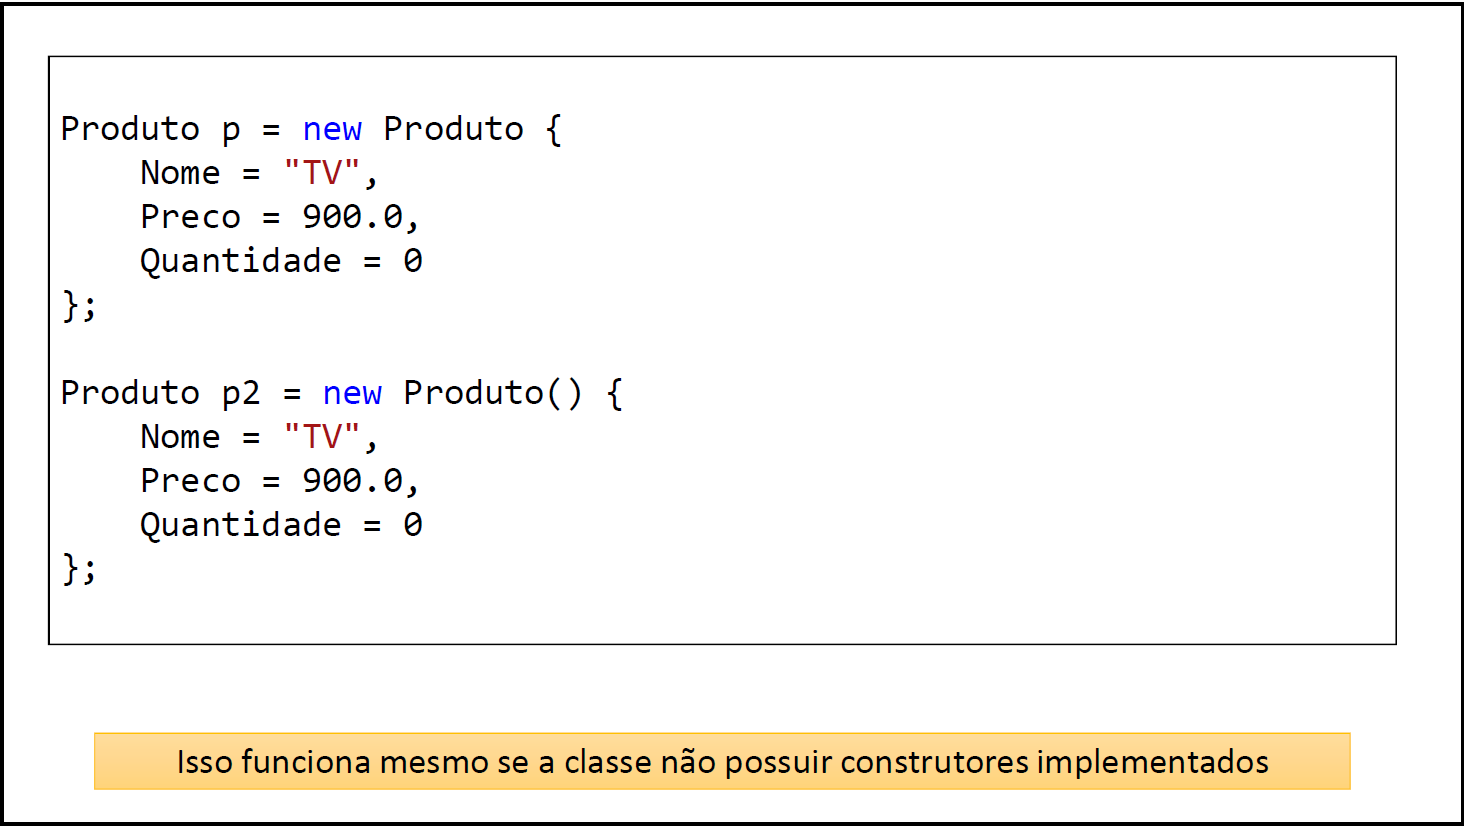 Produto p = new Produto {
    Nome = "TV",
    Preco = 900.0,
    Quantidade = 0
};
Produto p2 = new Produto() {
    Nome = "TV",
    Preco = 900.0,
    Quantidade = 0
};
Isso funciona mesmo se a classe não possuir construtores implementados